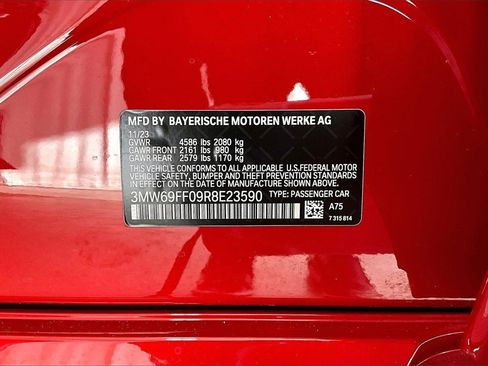 MFD BY BAYERISCHE MOTOREN WERKE AG
11/23
GVWR 4586 lbs 2080 kg
GAWR FRONT 2161 lbs 980 kg
GAWR REAR 2579 lbs 1170 kg
THIS VEHICLE CONFORMS TO ALL APPLICABLE U.S.FEDERAL MOTOR
VEHICLE SAFETY, BUMPER AND THEFT PREVENTION STANDARDS
IN EFFECT ON THE DATE OF MANUFACTURE SHOWN ABOVE.
3MW69FF09R8E23590 TYPE: PASSENGER CAR
A75
7 315 814